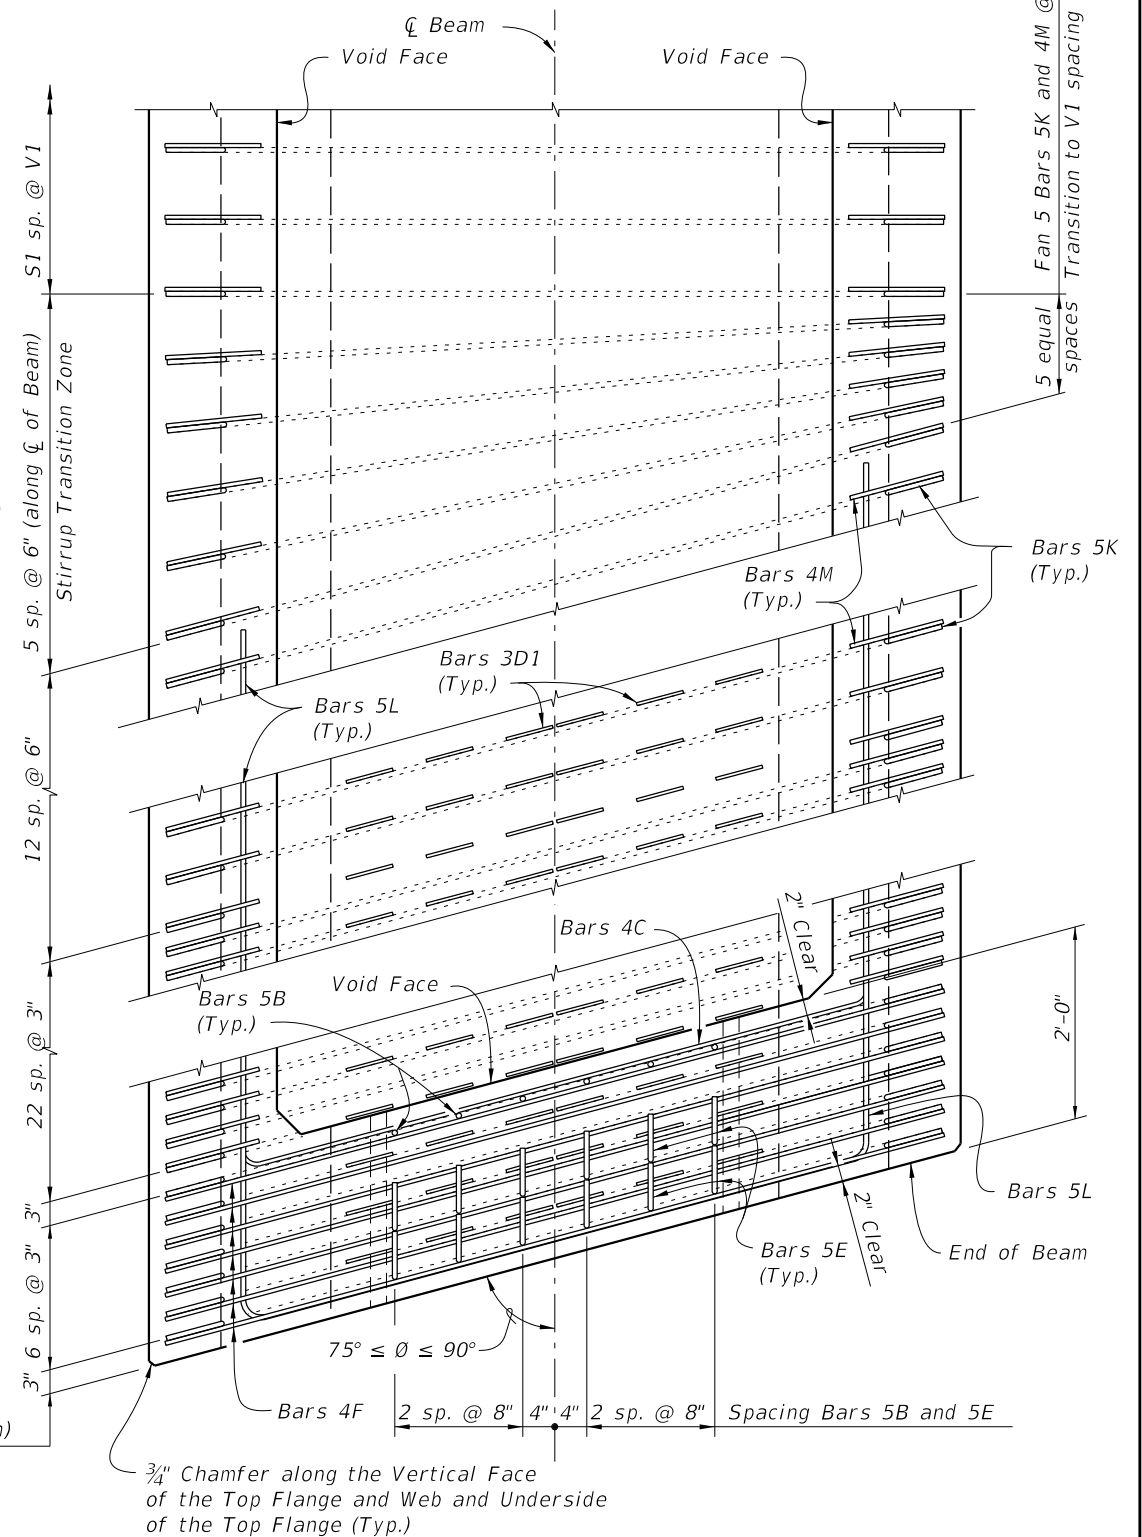 ℄ Beam
Void Face
Void Face
Fan 5 Bars 5K and 4M @
5 equal
spaces
Transition to V1 spacing
S1 sp. @ V1
5 sp. @ 6" (along ℄ of Beam)
Stirrup Transition Zone
Bars 5K
(Typ.)
Bars 4M
(Typ.)
Bars 3D1
(Typ.)
Bars 5L
(Typ.)
12 sp. @ 6"
2" Clear
Bars 4C
Void Face
Bars 5B
(Typ.)
2'-0"
22 sp. @ 3"
3"
6 sp. @ 3"
3"
Bars 5L
Bars 5E
(Typ.)
2" Clear
End of Beam
75° ≤ Ø ≤ 90°
Bars 4F
2 sp. @ 8"
4"
4"
2 sp. @ 8"
Spacing Bars 5B and 5E
¾" Chamfer along the Vertical Face
of the Top Flange and Web and Underside
of the Top Flange (Typ.)